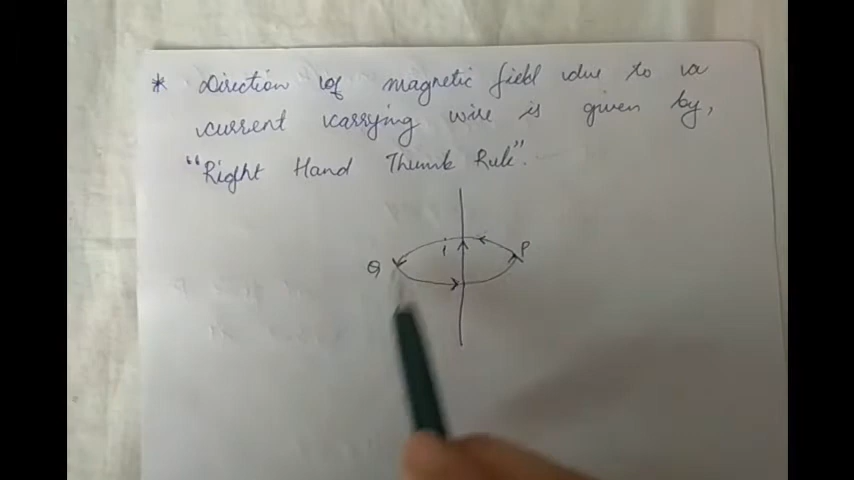 * Direction of magnetic field due to a
current carrying wire is given by,
"Right Hand Thumb Rule".
i
P
Q